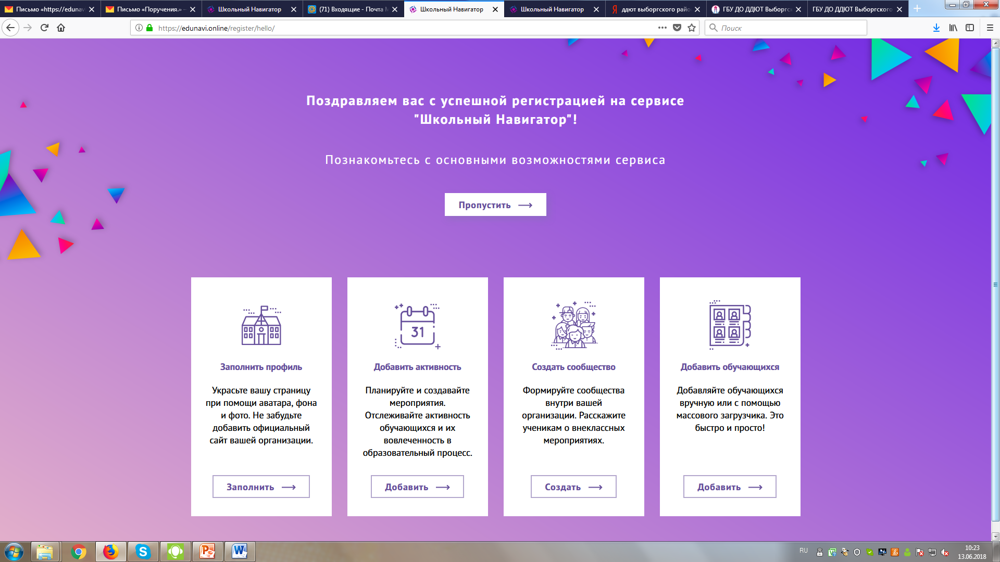 Письмо «https://edunavi
Письмо «Поручения.» –
Школьный Навигатор
(71) Входящие - Почта M
Школьный Навигатор
Школьный Навигатор
ддют выборгского район
ГБУ ДО ДДЮТ Выборгск
ГБУ ДО ДДЮТ Выборгского
https://edunavi.online/register/hello/
Поиск
Поздравляем вас с успешной регистрацией на сервисе
"Школьный Навигатор"!
Познакомьтесь с основными возможностями сервиса
Пропустить
31
Заполнить профиль
Украсьте вашу страницу
при помощи аватара, фона
и фото. Не забудьте
добавить официальный
сайт вашей организации.
Заполнить
Добавить активность
Планируйте и создавайте
мероприятия.
Отслеживайте активность
обучающихся и их
вовлеченность в
образовательный процесс.
Добавить
Создать сообщество
Формируйте сообщества
внутри вашей
организации. Расскажите
ученикам о внеклассных
мероприятиях.
Создать
Добавить обучающихся
Добавляйте обучающихся
вручную или с помощью
массового загрузчика. Это
быстро и просто!
Добавить
RU
10:23
13.06.2018